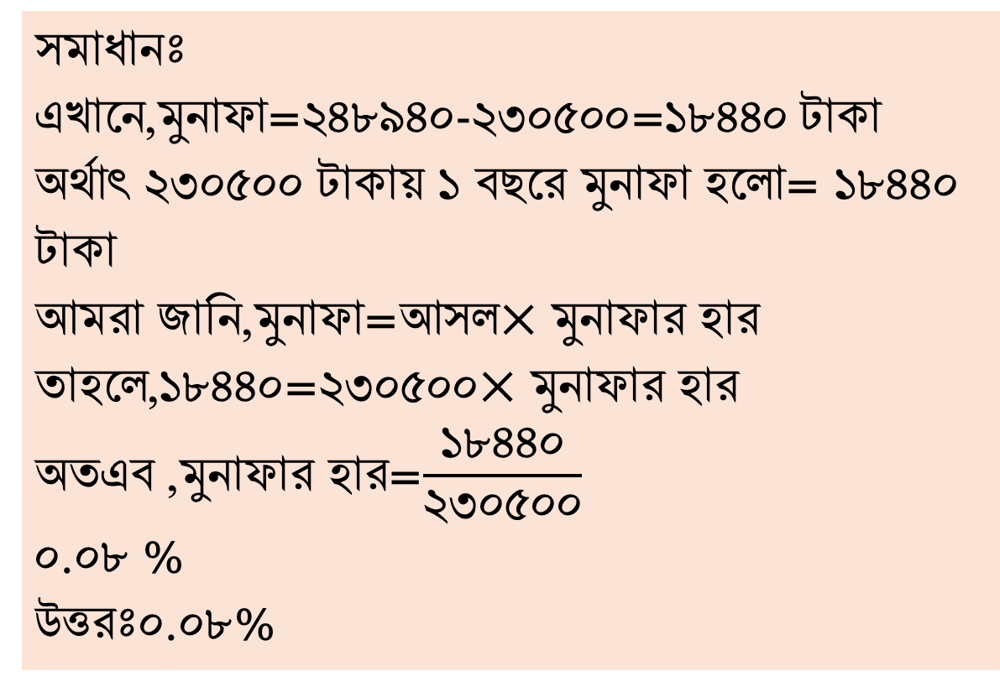 সমাধানঃ
এখানে,মুনাফা=২৪৮৯৪০-২৩০৫০০=১৮৪৪০ টাকা
অর্থাৎ ২৩০৫০০ টাকায় ১ বছরে মুনাফা হলো= ১৮৪৪০
টাকা
আমরা জানি,মুনাফা=আসল× মুনাফার হার
তাহলে,১৮৪৪০=২৩০৫০০× মুনাফার হার
অতএব ,মুনাফার হার=১৮৪৪০/২৩০৫০০
০.০৮ %
উত্তরঃ০.০৮%